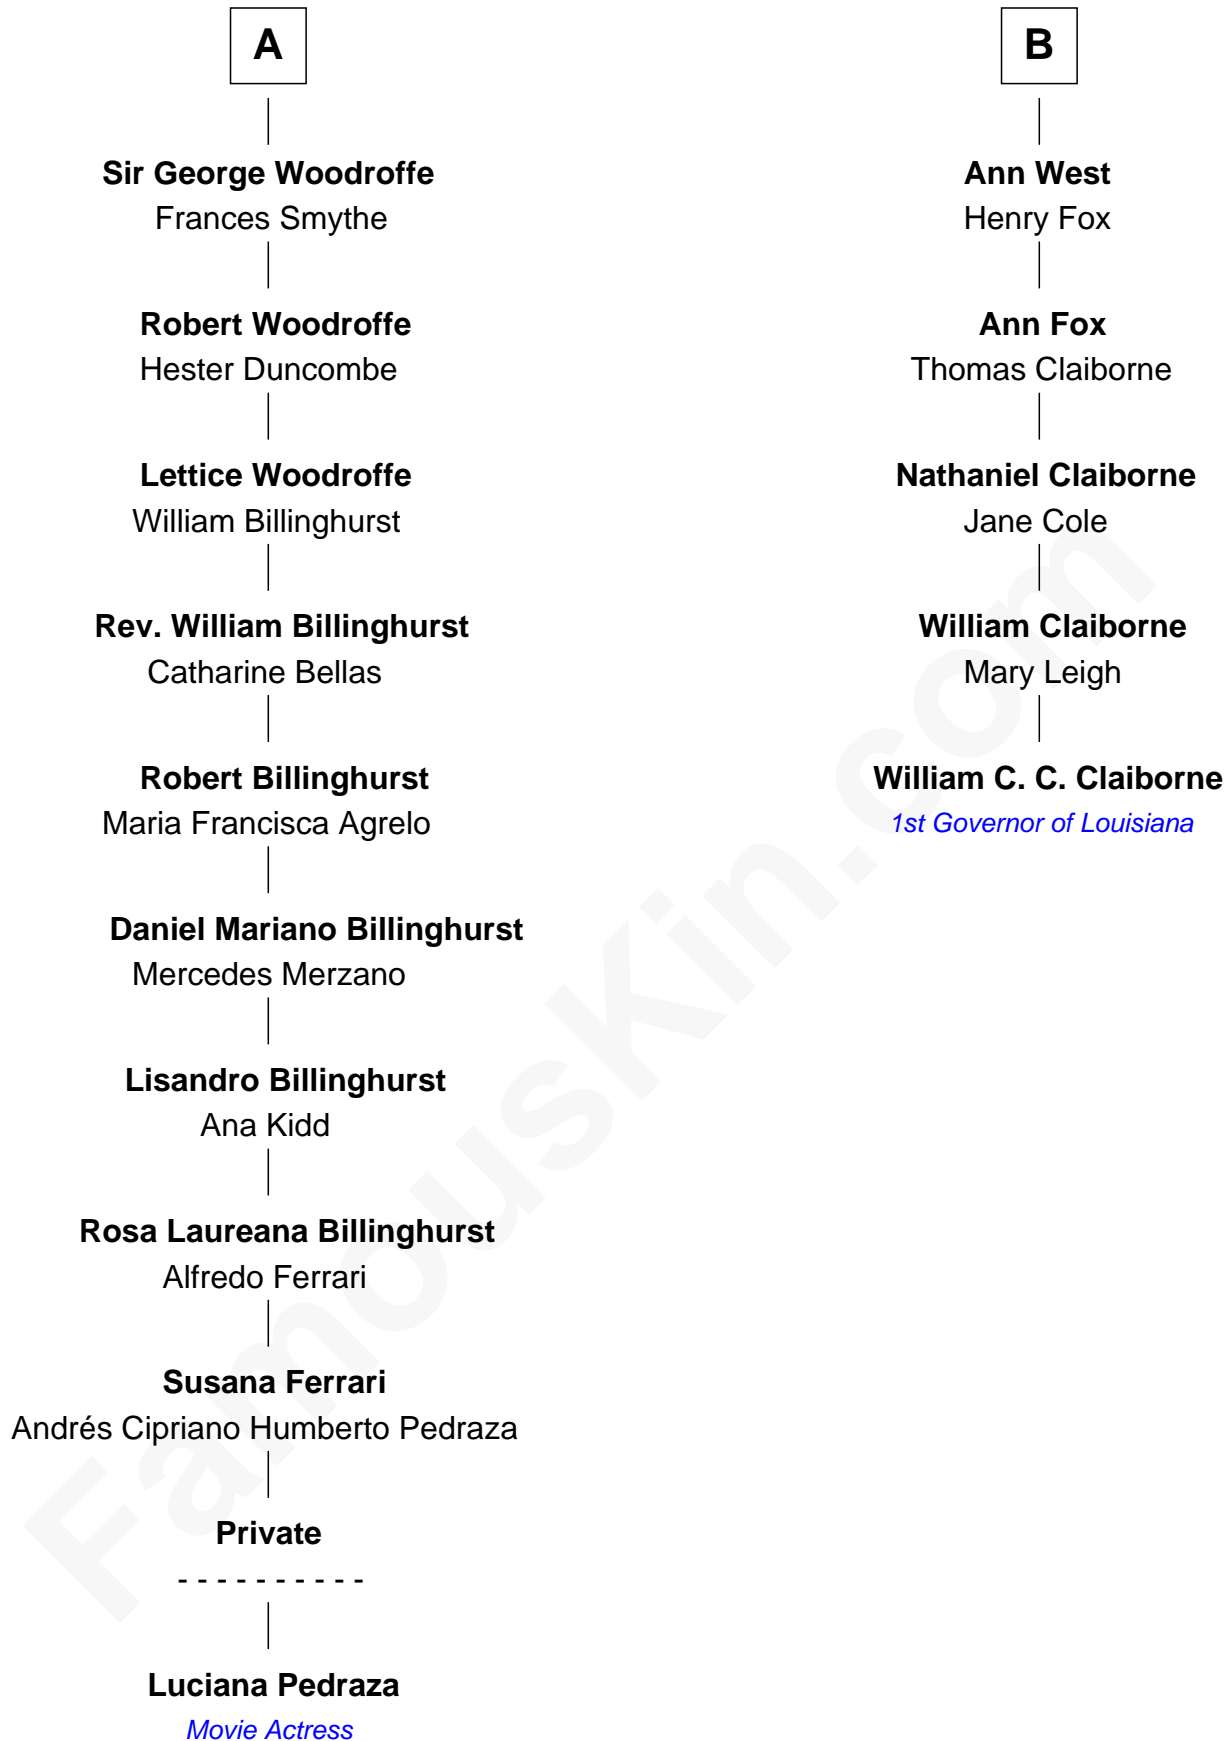 A
Sir George Woodroffe
Frances Smythe
Robert Woodroffe
Hester Duncombe
Lettice Woodroffe
William Billinghurst
Rev. William Billinghurst
Catharine Bellas
Robert Billinghurst
Maria Francisca Agrelo
Daniel Mariano Billinghurst
Mercedes Merzano
Lisandro Billinghurst
Ana Kidd
Rosa Laureana Billinghurst
Alfredo Ferrari
Susana Ferrari
Andrés Cipriano Humberto Pedraza
Private
- - - - - - - - - -
Luciana Pedraza
Movie Actress
B
Ann West
Henry Fox
Ann Fox
Thomas Claiborne
Nathaniel Claiborne
Jane Cole
William Claiborne
Mary Leigh
William C. C. Claiborne
1st Governor of Louisiana
FamousKin.com